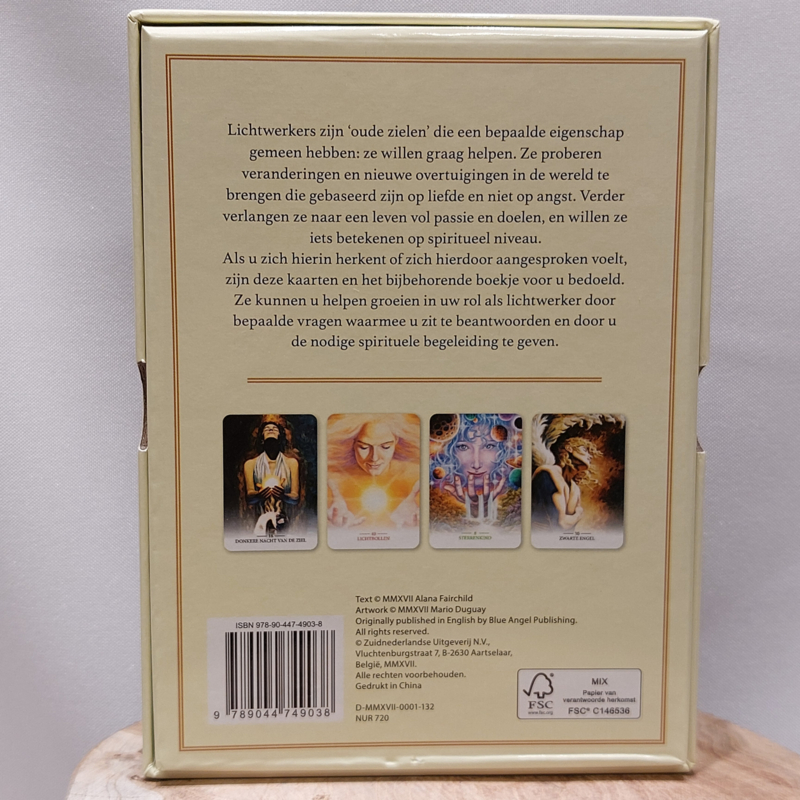 Lichtwerkers zijn ‘oude zielen’ die een bepaalde eigenschap
gemeen hebben: ze willen graag helpen. Ze proberen
veranderingen en nieuwe overtuigingen in de wereld te
brengen die gebaseerd zijn op liefde en niet op angst. Verder
verlangen ze naar een leven vol passie en doelen, en willen ze
iets betekenen op spiritueel niveau.
Als u zich hierin herkent of zich hierdoor aangesproken voelt,
zijn deze kaarten en het bijbehorende boekje voor u bedoeld.
Ze kunnen u helpen groeien in uw rol als lichtwerker door
bepaalde vragen waarmee u zit te beantwoorden en door u
de nodige spirituele begeleiding te geven.
DONKERE NACHT VAN DE ZIEL
LICHTROLLEN
ZWARTE ENGEL
Text © MMXVII Alana Fairchild
Artwork © MMXVII Mario Duguay
Originally published in English by Blue Angel Publishing.
All rights reserved.
© Zuidnederlandse Uitgeverij N.V.,
Vluchtenburgstraat 7, B-2630 Aartselaar,
België, MMXVII.
Alle rechten voorbehouden.
Gedrukt in China
D-MMXVII-0001-132
NUR 720
ISBN 978-90-447-4903-8
9 789044 749038
FSC
www.fsc.org
MIX
Papier van
verantwoorde herkomst
FSC® C146536